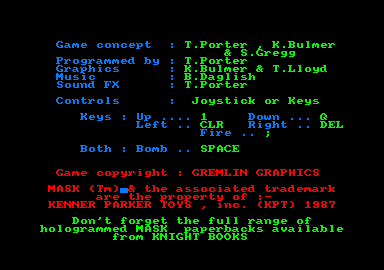 Game concept : T.Porter , K.Bulmer
& S.Gregg
Programmed by : T.Porter
Graphics : K.Bulmer & T.Lloyd
Music : B.Daglish
Sound FX : T.Porter
Controls : Joystick or Keys
Keys : Up .... 1 Down ... Q
Left .. CLR Right .. DEL
Fire .. ;
Both : Bomb .. SPACE
Game copyright : GREMLIN GRAPHICS
MASK (Tm) & the associated trademark
are the property of :-
KENNER PARKER TOYS , inc. (KPT) 1987
Don't forget the full range of
hologrammed MASK paperbacks available
from KNIGHT BOOKS